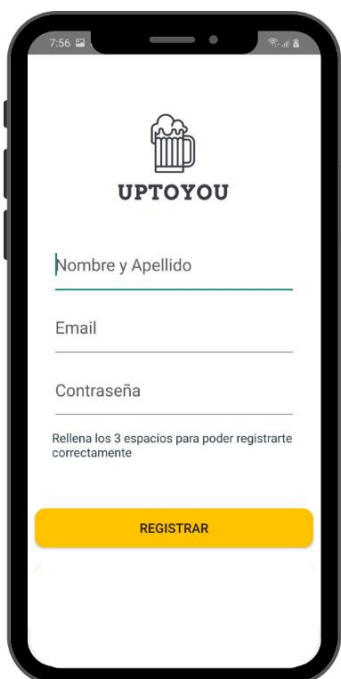 7:56
UPTOYOU
Nombre y Apellido
Email
Contraseña
Rellena los 3 espacios para poder registrarte
correctamente
REGISTRAR